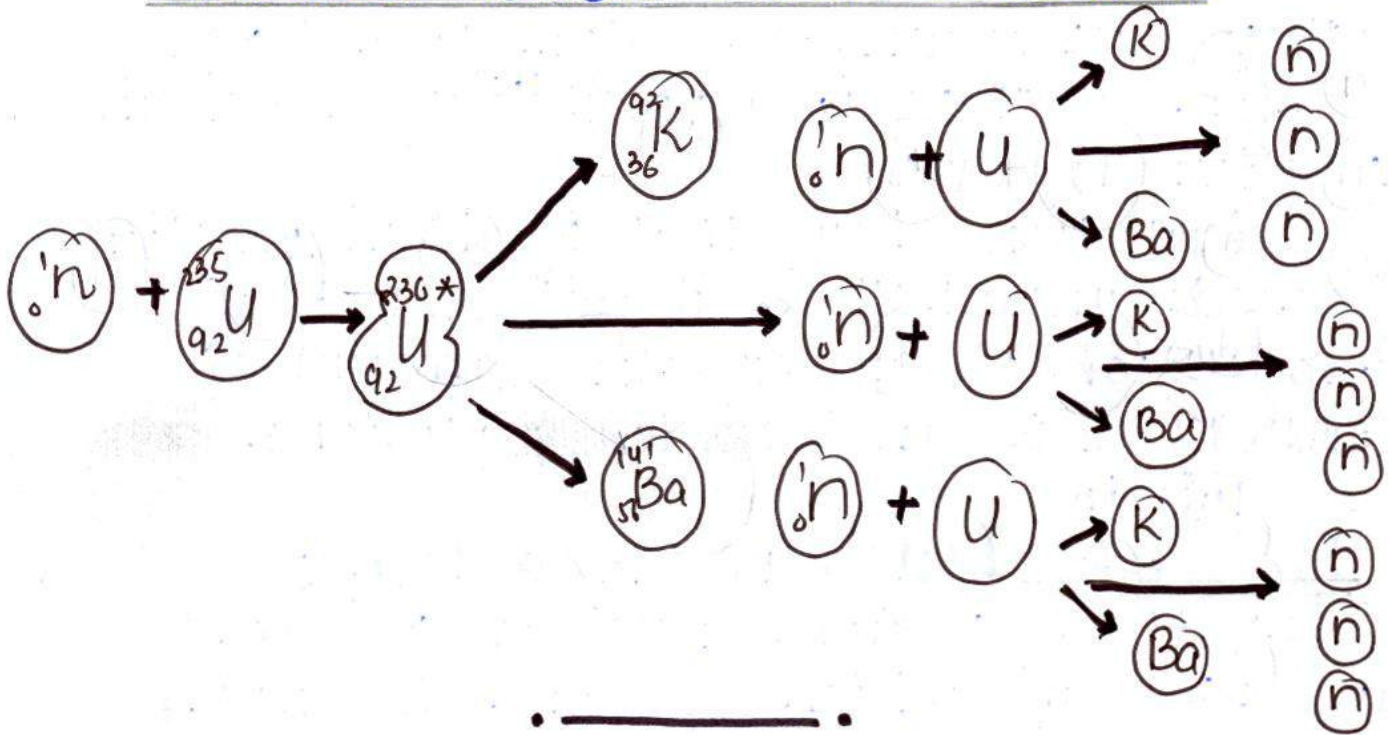 K n
92 36 K 1 0 n + U n
Ba n
1 0 n + 235 92 U 236* 92 U
1 0 n + U K n
Ba n
n
141 56 Ba 1 0 n + U K n
Ba n
n